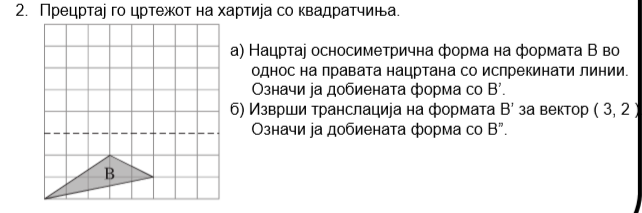 2. Прецртај го цртежот на хартија со квадратчиња.
а) Нацртај осносиметрична форма на формата В во
однос на правата нацртана со испрекинати линии.
Означи ја добиената форма со В’.
б) Изврши транслација на формата В’ за вектор ( 3, 2 )
Означи ја добиената форма со В”.
B